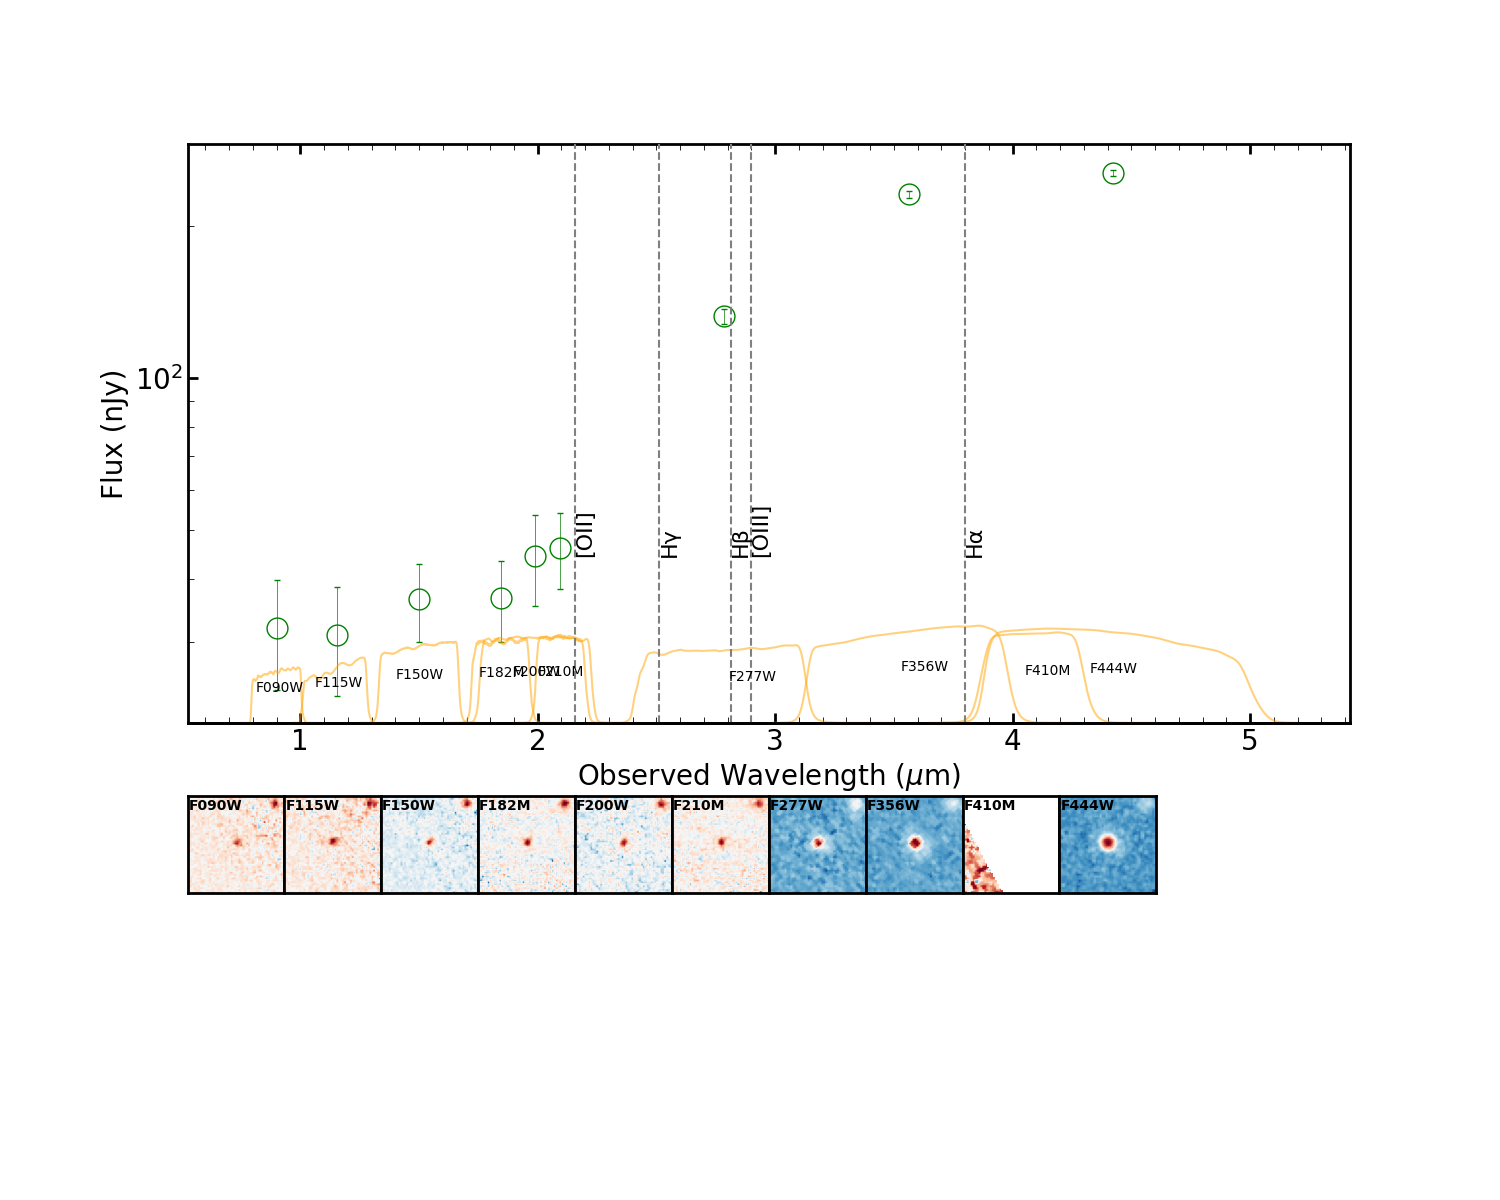 Flux (nJy)
10²
[OII]
Hγ
Hβ
[OIII]
Hα
F090W
F115W
F150W
F182M
F200W
F210M
F277W
F356W
F410M
F444W
1 2 3 4 5
Observed Wavelength (μm)
F090W F115W F150W F182M F200W F210M F277W F356W F410M F444W